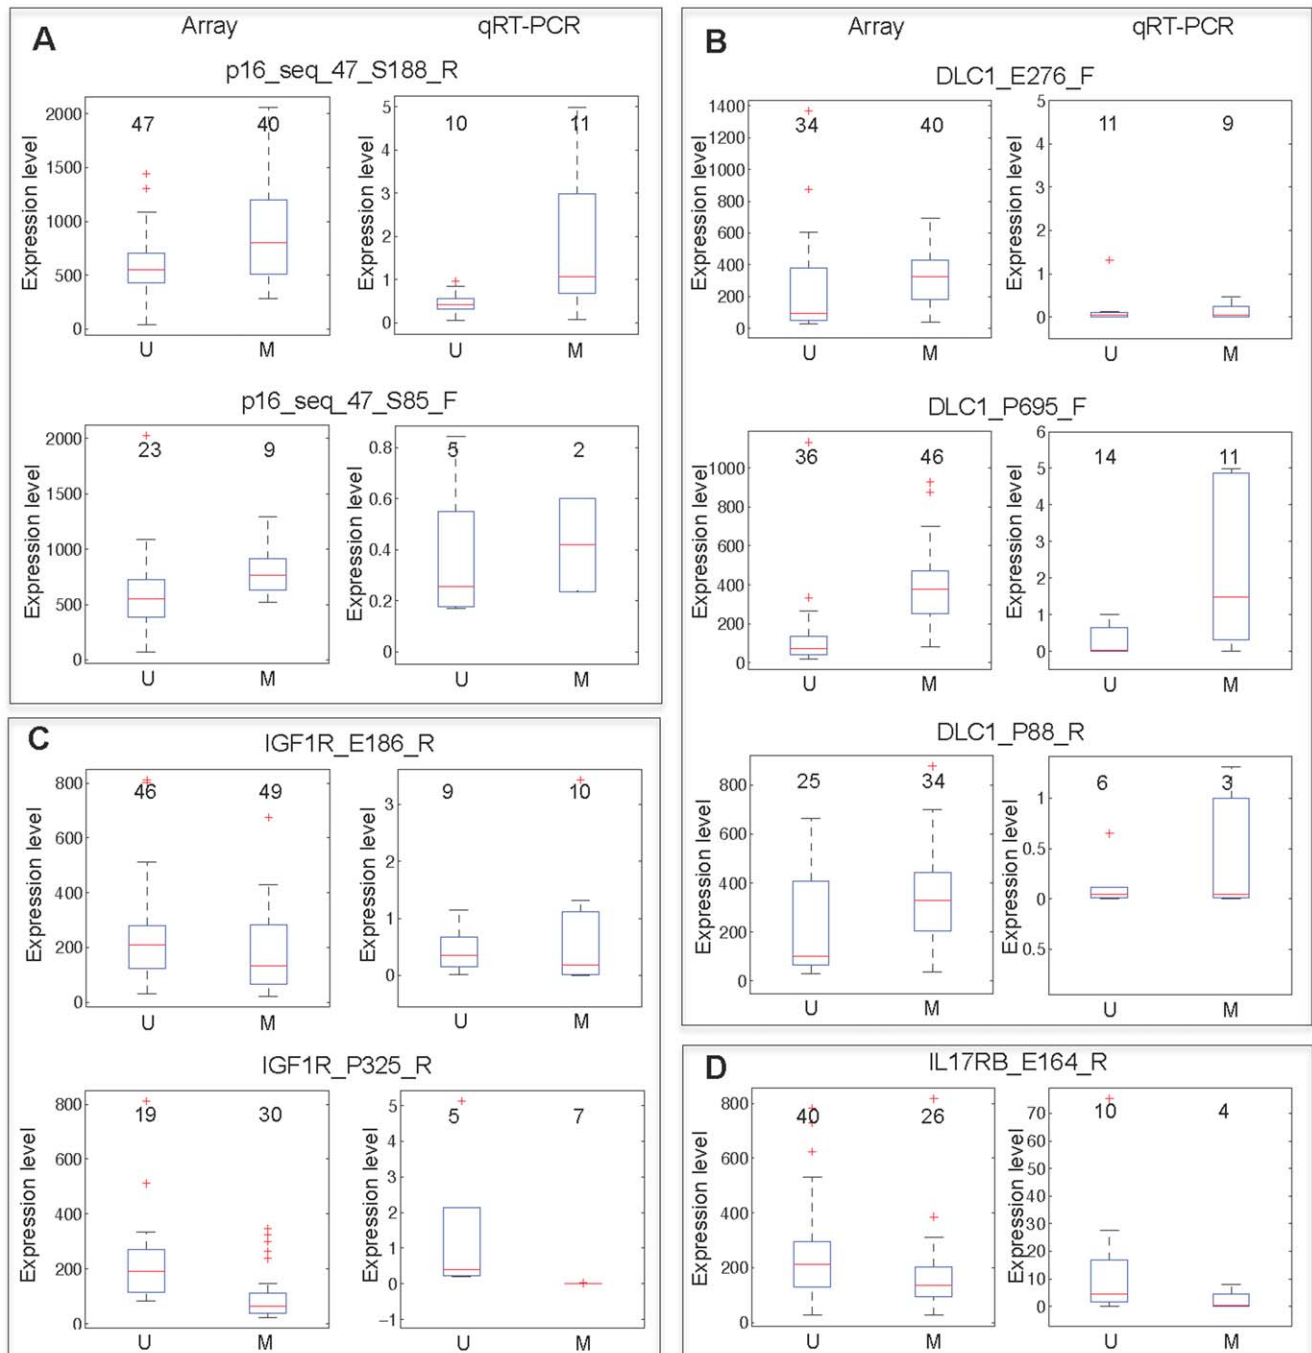 A
Array
qRT-PCR
p16_seq_47_S188_R
Expression level
2000
1500
1000
500
0
47
40
U
M
Expression level
5
4
3
2
1
0
10
11
U
M
p16_seq_47_S85_F
Expression level
2000
1500
1000
500
0
23
9
U
M
Expression level
0.8
0.6
0.4
0.2
0
5
2
U
M
B
Array
qRT-PCR
DLC1_E276_F
Expression level
1400
1200
1000
800
600
400
200
0
34
40
U
M
Expression level
5
4
3
2
1
0
11
9
U
M
DLC1_P695_F
Expression level
1000
800
600
400
200
0
36
46
U
M
Expression level
6
5
4
3
2
1
0
14
11
U
M
DLC1_P88_R
Expression level
800
600
400
200
0
25
34
U
M
Expression level
1
0.5
0
0.5
6
3
U
M
C
IGF1R_E186_R
Expression level
800
600
400
200
0
46
49
U
M
Expression level
3
2
1
0
9
10
U
M
IGF1R_P325_R
Expression level
800
600
400
200
0
19
30
U
M
Expression level
5
4
3
2
1
0
−1
5
7
U
M
D
IL17RB_E164_R
Expression level
800
600
400
200
0
40
26
U
M
Expression level
70
60
50
40
30
20
10
0
10
4
U
M